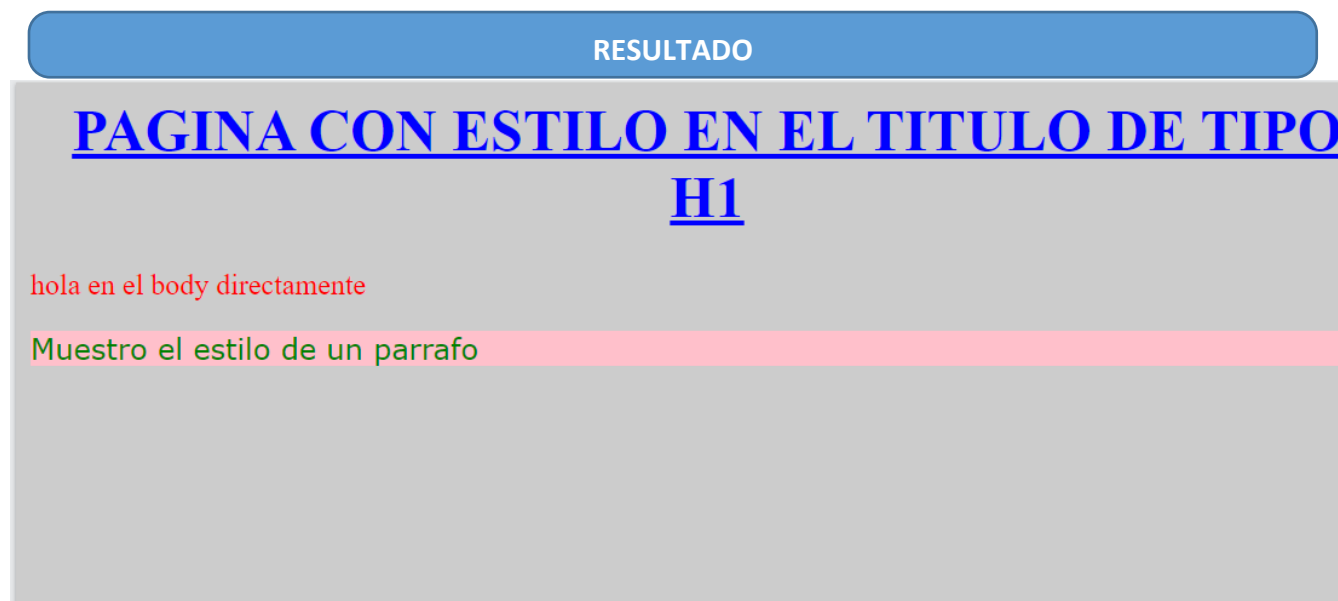 RESULTADO
PAGINA CON ESTILO EN EL TITULO DE TIPO
H1
hola en el body directamente
Muestro el estilo de un parrafo